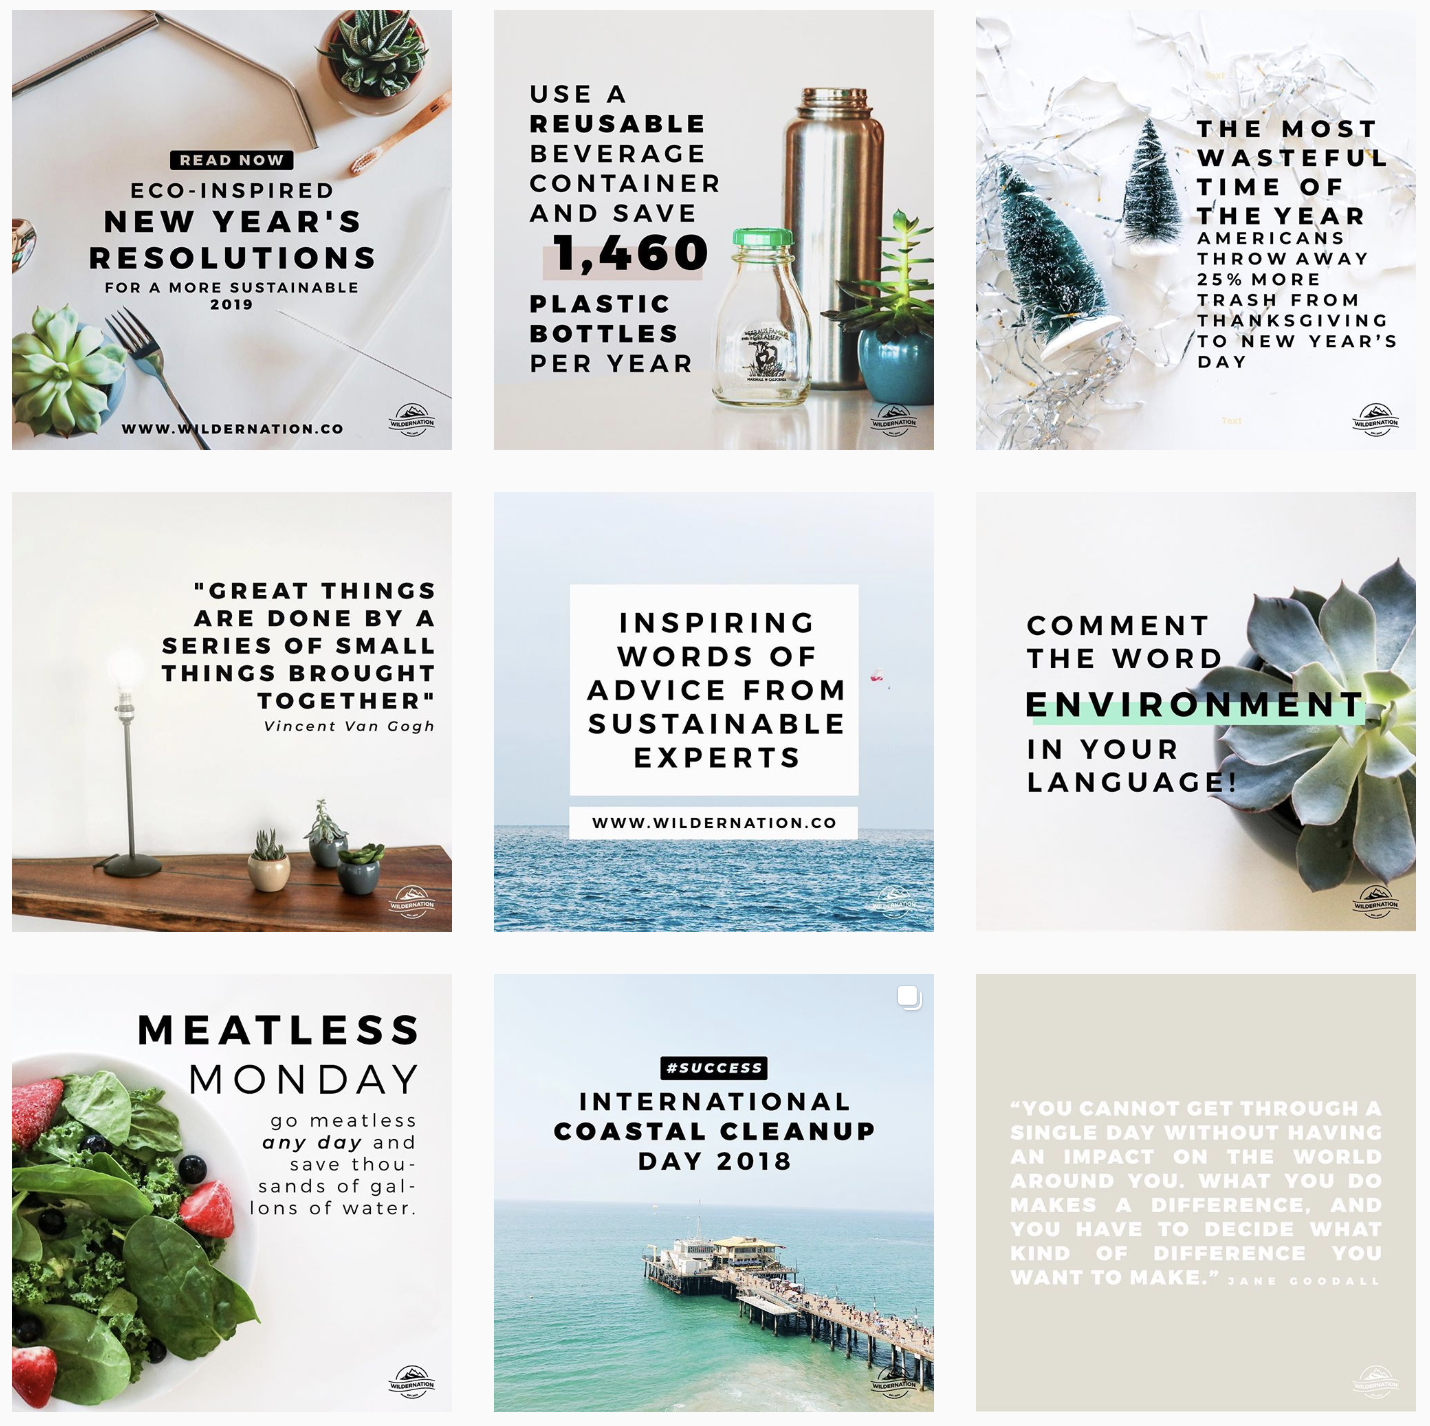 READ NOW
ECO-INSPIRED
NEW YEAR'S
RESOLUTIONS
FOR A MORE SUSTAINABLE
2019
WWW.WILDERNATION.CO
WILDERNATION
USE A
REUSABLE
BEVERAGE
CONTAINER
AND SAVE
1,460
PLASTIC
BOTTLES
PER YEAR
WILDERNATION
Text
THE MOST
WASTEFUL
TIME OF
THE YEAR
AMERICANS
THROW AWAY
25% MORE
TRASH FROM
THANKSGIVING
TO NEW YEAR'S
DAY
Text
WILDERNATION
"GREAT THINGS
ARE DONE BY A
SERIES OF SMALL
THINGS BROUGHT
TOGETHER"
Vincent Van Gogh
WILDERNATION
INSPIRING
WORDS OF
ADVICE FROM
SUSTAINABLE
EXPERTS
WWW.WILDERNATION.CO
WILDERNATION
COMMENT
THE WORD
ENVIRONMENT
IN YOUR
LANGUAGE!
WILDERNATION
MEATLESS
MONDAY
go meatless
any day and
save thou-
sands of gal-
lons of water.
WILDERNATION
#SUCCESS
INTERNATIONAL
COASTAL CLEANUP
DAY 2018
WILDERNATION
“YOU CANNOT GET THROUGH A
SINGLE DAY WITHOUT HAVING
AN IMPACT ON THE WORLD
AROUND YOU. WHAT YOU DO
MAKES A DIFFERENCE, AND
YOU HAVE TO DECIDE WHAT
KIND OF DIFFERENCE YOU
WANT TO MAKE.” JANE GOODALL
WILDERNATION